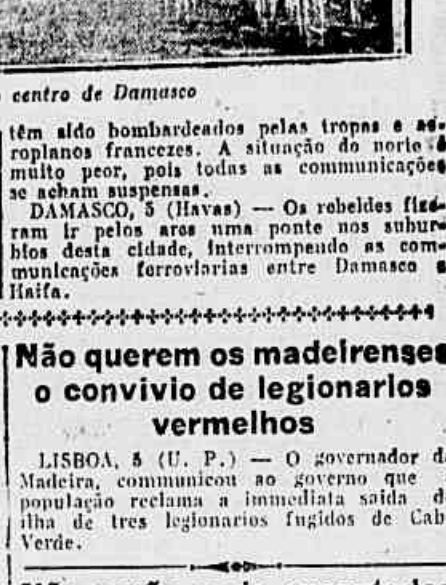 centro de Damasco
têm sido bombardeados pelas tropas e ae-
roplanos francezes. A situação do norte é
muito peor, pois todas as communicações
se acham suspensas.
DAMASCO, 5 (Havas) — Os rebeldes fize-
ram ir pelos ares uma ponte nos subur-
bios desta cidade, interrompendo as com-
municações ferroviarias entre Damasco e
Haifa.
Não querem os madeirenses
o convivio de legionarios
vermelhos
LISBOA, 5 (U. P.) — O governador da
Madeira, communicou ao governo que a
população reclama a immediata saida d
ilha de tres legionarios fugidos de Cab
Verde.